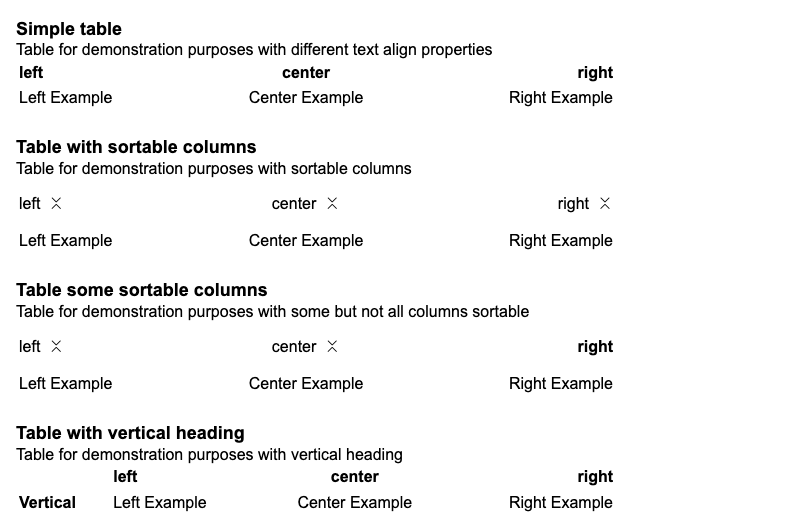 Simple table
Table for demonstration purposes with different text align properties
left center right
Left Example Center Example Right Example
Table with sortable columns
Table for demonstration purposes with sortable columns
left center right
Left Example Center Example Right Example
Table some sortable columns
Table for demonstration purposes with some but not all columns sortable
left center right
Left Example Center Example Right Example
Table with vertical heading
Table for demonstration purposes with vertical heading
left center right
Vertical Left Example Center Example Right Example